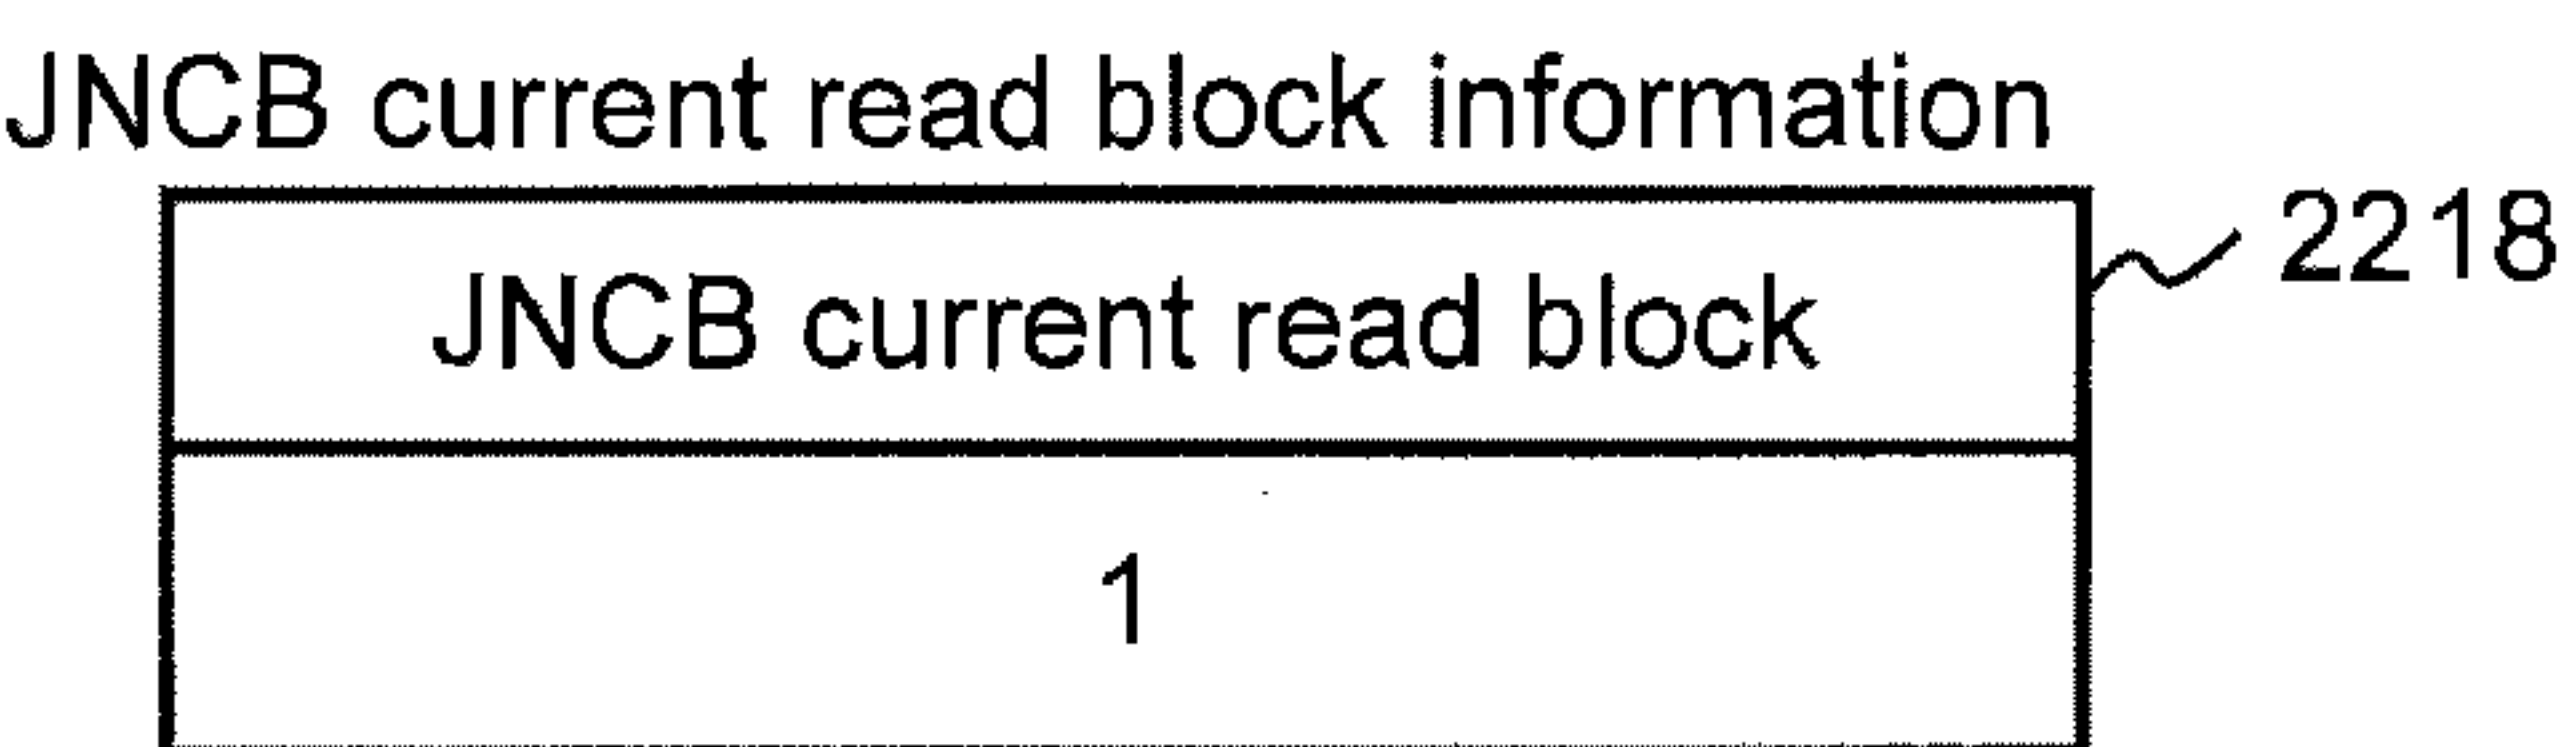 JNCB current read block information
2218
JNCB current read block
1